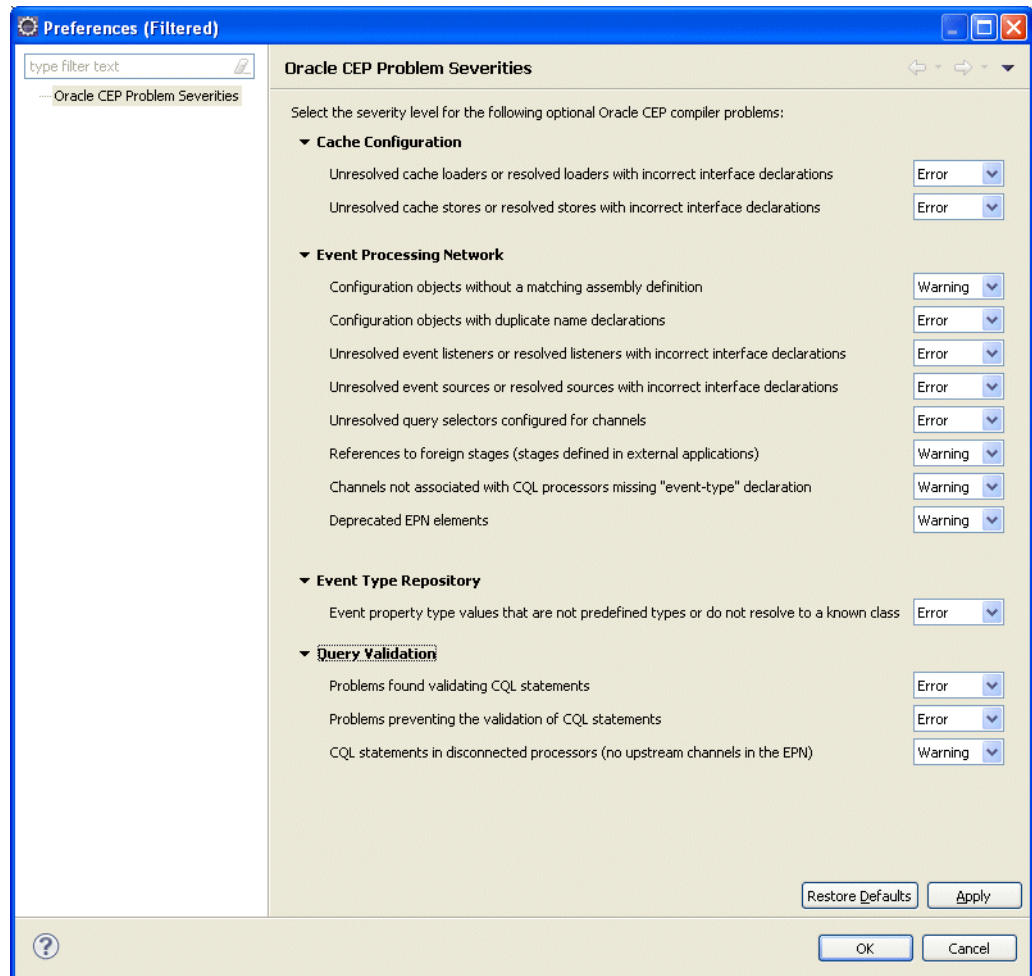 Preferences (Filtered)
type filter text
Oracle CEP Problem Severities
Oracle CEP Problem Severities
Select the severity level for the following optional Oracle CEP compiler problems:
Cache Configuration
Unresolved cache loaders or resolved loaders with incorrect interface declarations Error
Unresolved cache stores or resolved stores with incorrect interface declarations Error
Event Processing Network
Configuration objects without a matching assembly definition Warning
Configuration objects with duplicate name declarations Error
Unresolved event listeners or resolved listeners with incorrect interface declarations Error
Unresolved event sources or resolved sources with incorrect interface declarations Error
Unresolved query selectors configured for channels Error
References to foreign stages (stages defined in external applications) Warning
Channels not associated with CQL processors missing "event-type" declaration Warning
Deprecated EPN elements Warning
Event Type Repository
Event property type values that are not predefined types or do not resolve to a known class Error
Query Validation
Problems found validating CQL statements Error
Problems preventing the validation of CQL statements Error
CQL statements in disconnected processors (no upstream channels in the EPN) Warning
Restore Defaults Apply
? OK Cancel